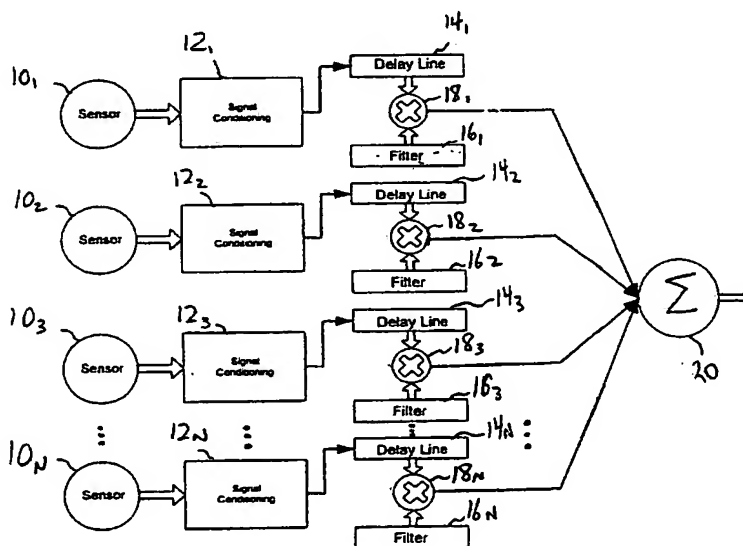 14₁
Delay Line
12₁
10₁
Sensor
Signal Conditioning
18₁
16₁
Filter
14₂
Delay Line
12₂
10₂
Sensor
Signal Conditioning
18₂
16₂
Filter
14₃
Delay Line
12₃
10₃
Sensor
Signal Conditioning
18₃
16₃
Filter
Σ
20
14N
Delay Line
12N
10N
Sensor
Signal Conditioning
18N
16N
Filter